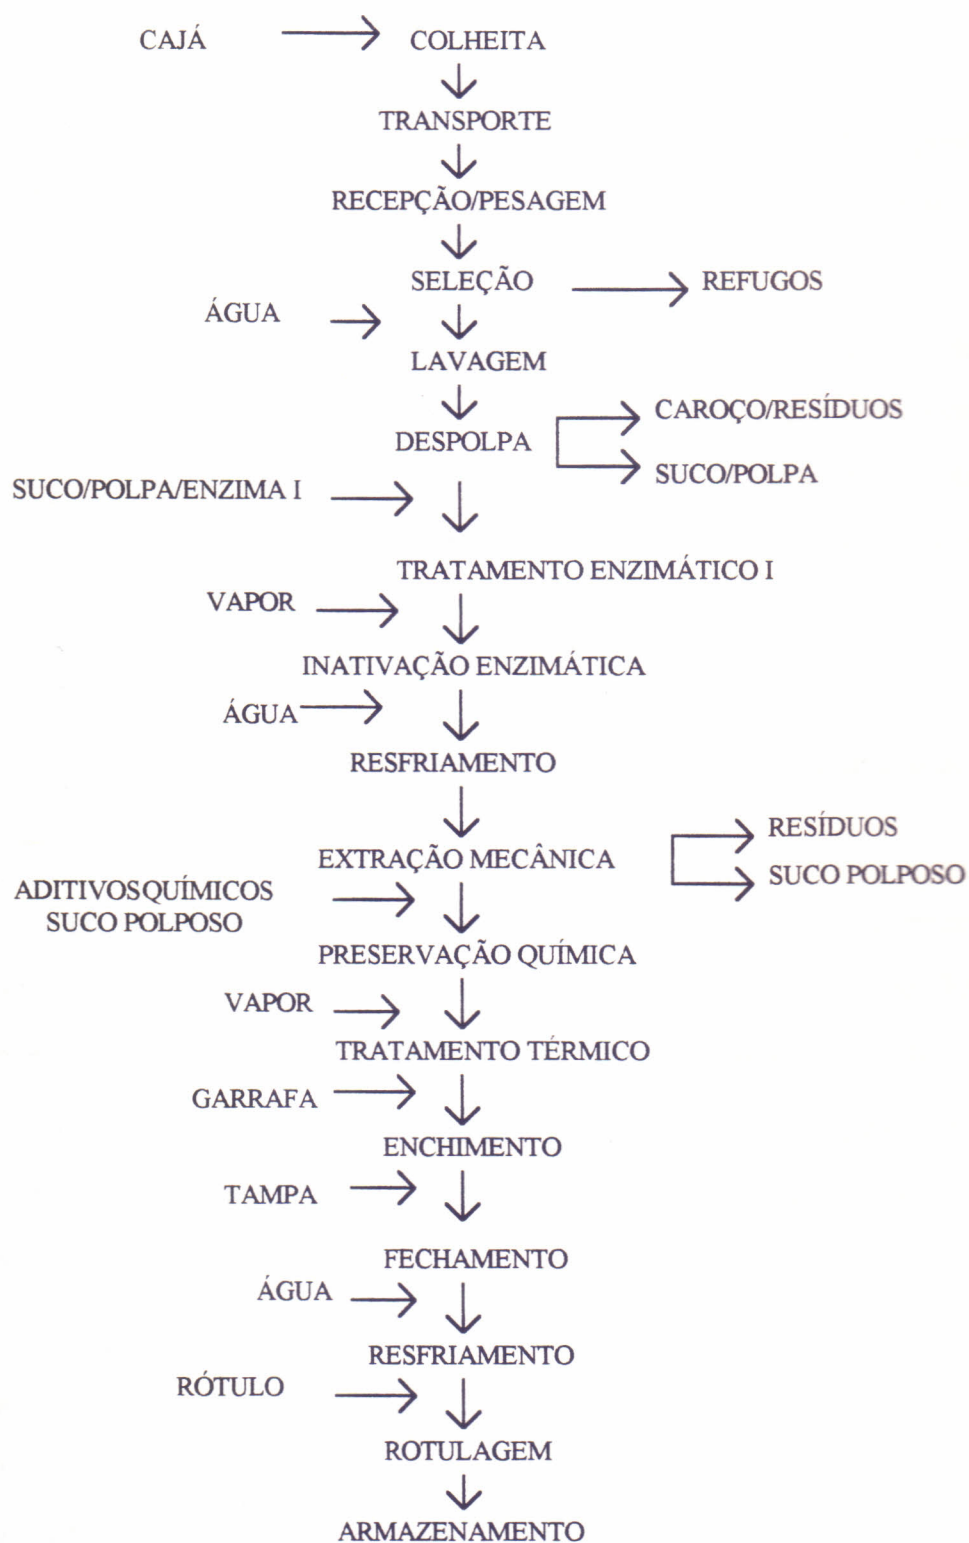 CAJÁ
COLHEITA
TRANSPORTE
RECEPÇÃO/PESAGEM
SELEÇÃO
REFUGOS
ÁGUA
LAVAGEM
CAROÇO/RESÍDUOS
DESPOLPA
SUCO/POLPA
SUCO/POLPA/ENZIMA I
TRATAMENTO ENZIMÁTICO I
VAPOR
INATIVAÇÃO ENZIMÁTICA
ÁGUA
RESFRIAMENTO
RESÍDUOS
EXTRAÇÃO MECÂNICA
SUCO POLPOSO
ADITIVOSQUÍMICOS
SUCO POLPOSO
PRESERVAÇÃO QUÍMICA
VAPOR
TRATAMENTO TÉRMICO
GARRAFA
ENCHIMENTO
TAMPA
FECHAMENTO
ÁGUA
RESFRIAMENTO
RÓTULO
ROTULAGEM
ARMAZENAMENTO